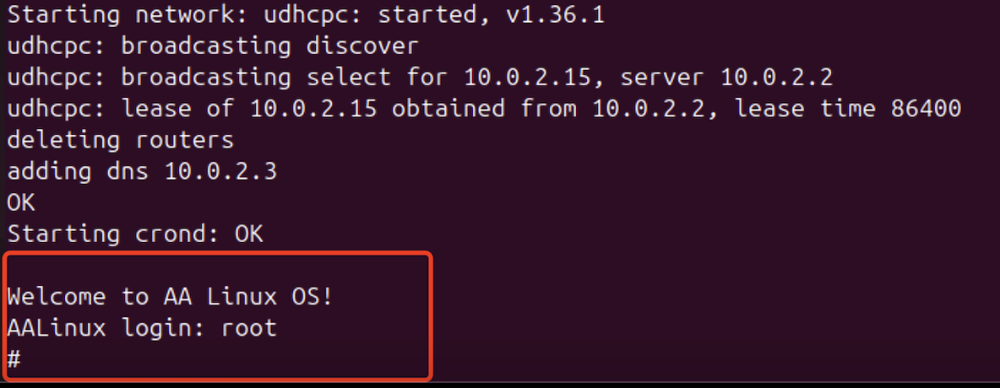 Starting network: udhcpc: started, v1.36.1
udhcpc: broadcasting discover
udhcpc: broadcasting select for 10.0.2.15, server 10.0.2.2
udhcpc: lease of 10.0.2.15 obtained from 10.0.2.2, lease time 86400
deleting routers
adding dns 10.0.2.3
OK
Starting crond: OK
Welcome to AA Linux OS!
AALinux login: root
#